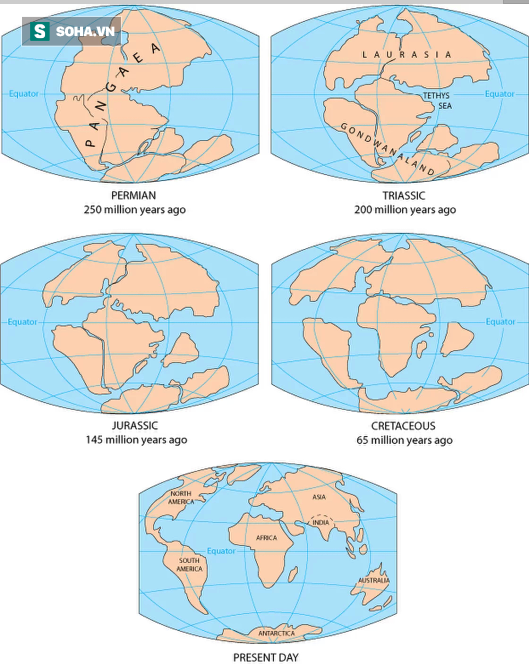 S SOHA.VN
PANGAEA
Equator
PERMIAN
250 million years ago
LAURASIA
TETHYS
SEA
Equator
GONDWANALAND
TRIASSIC
200 million years ago
Equator
JURASSIC
145 million years ago
Equator
CRETACEOUS
65 million years ago
NORTH
AMERICA
ASIA
INDIA
AFRICA
Equator
SOUTH
AMERICA
AUSTRALIA
ANTARCTICA
PRESENT DAY